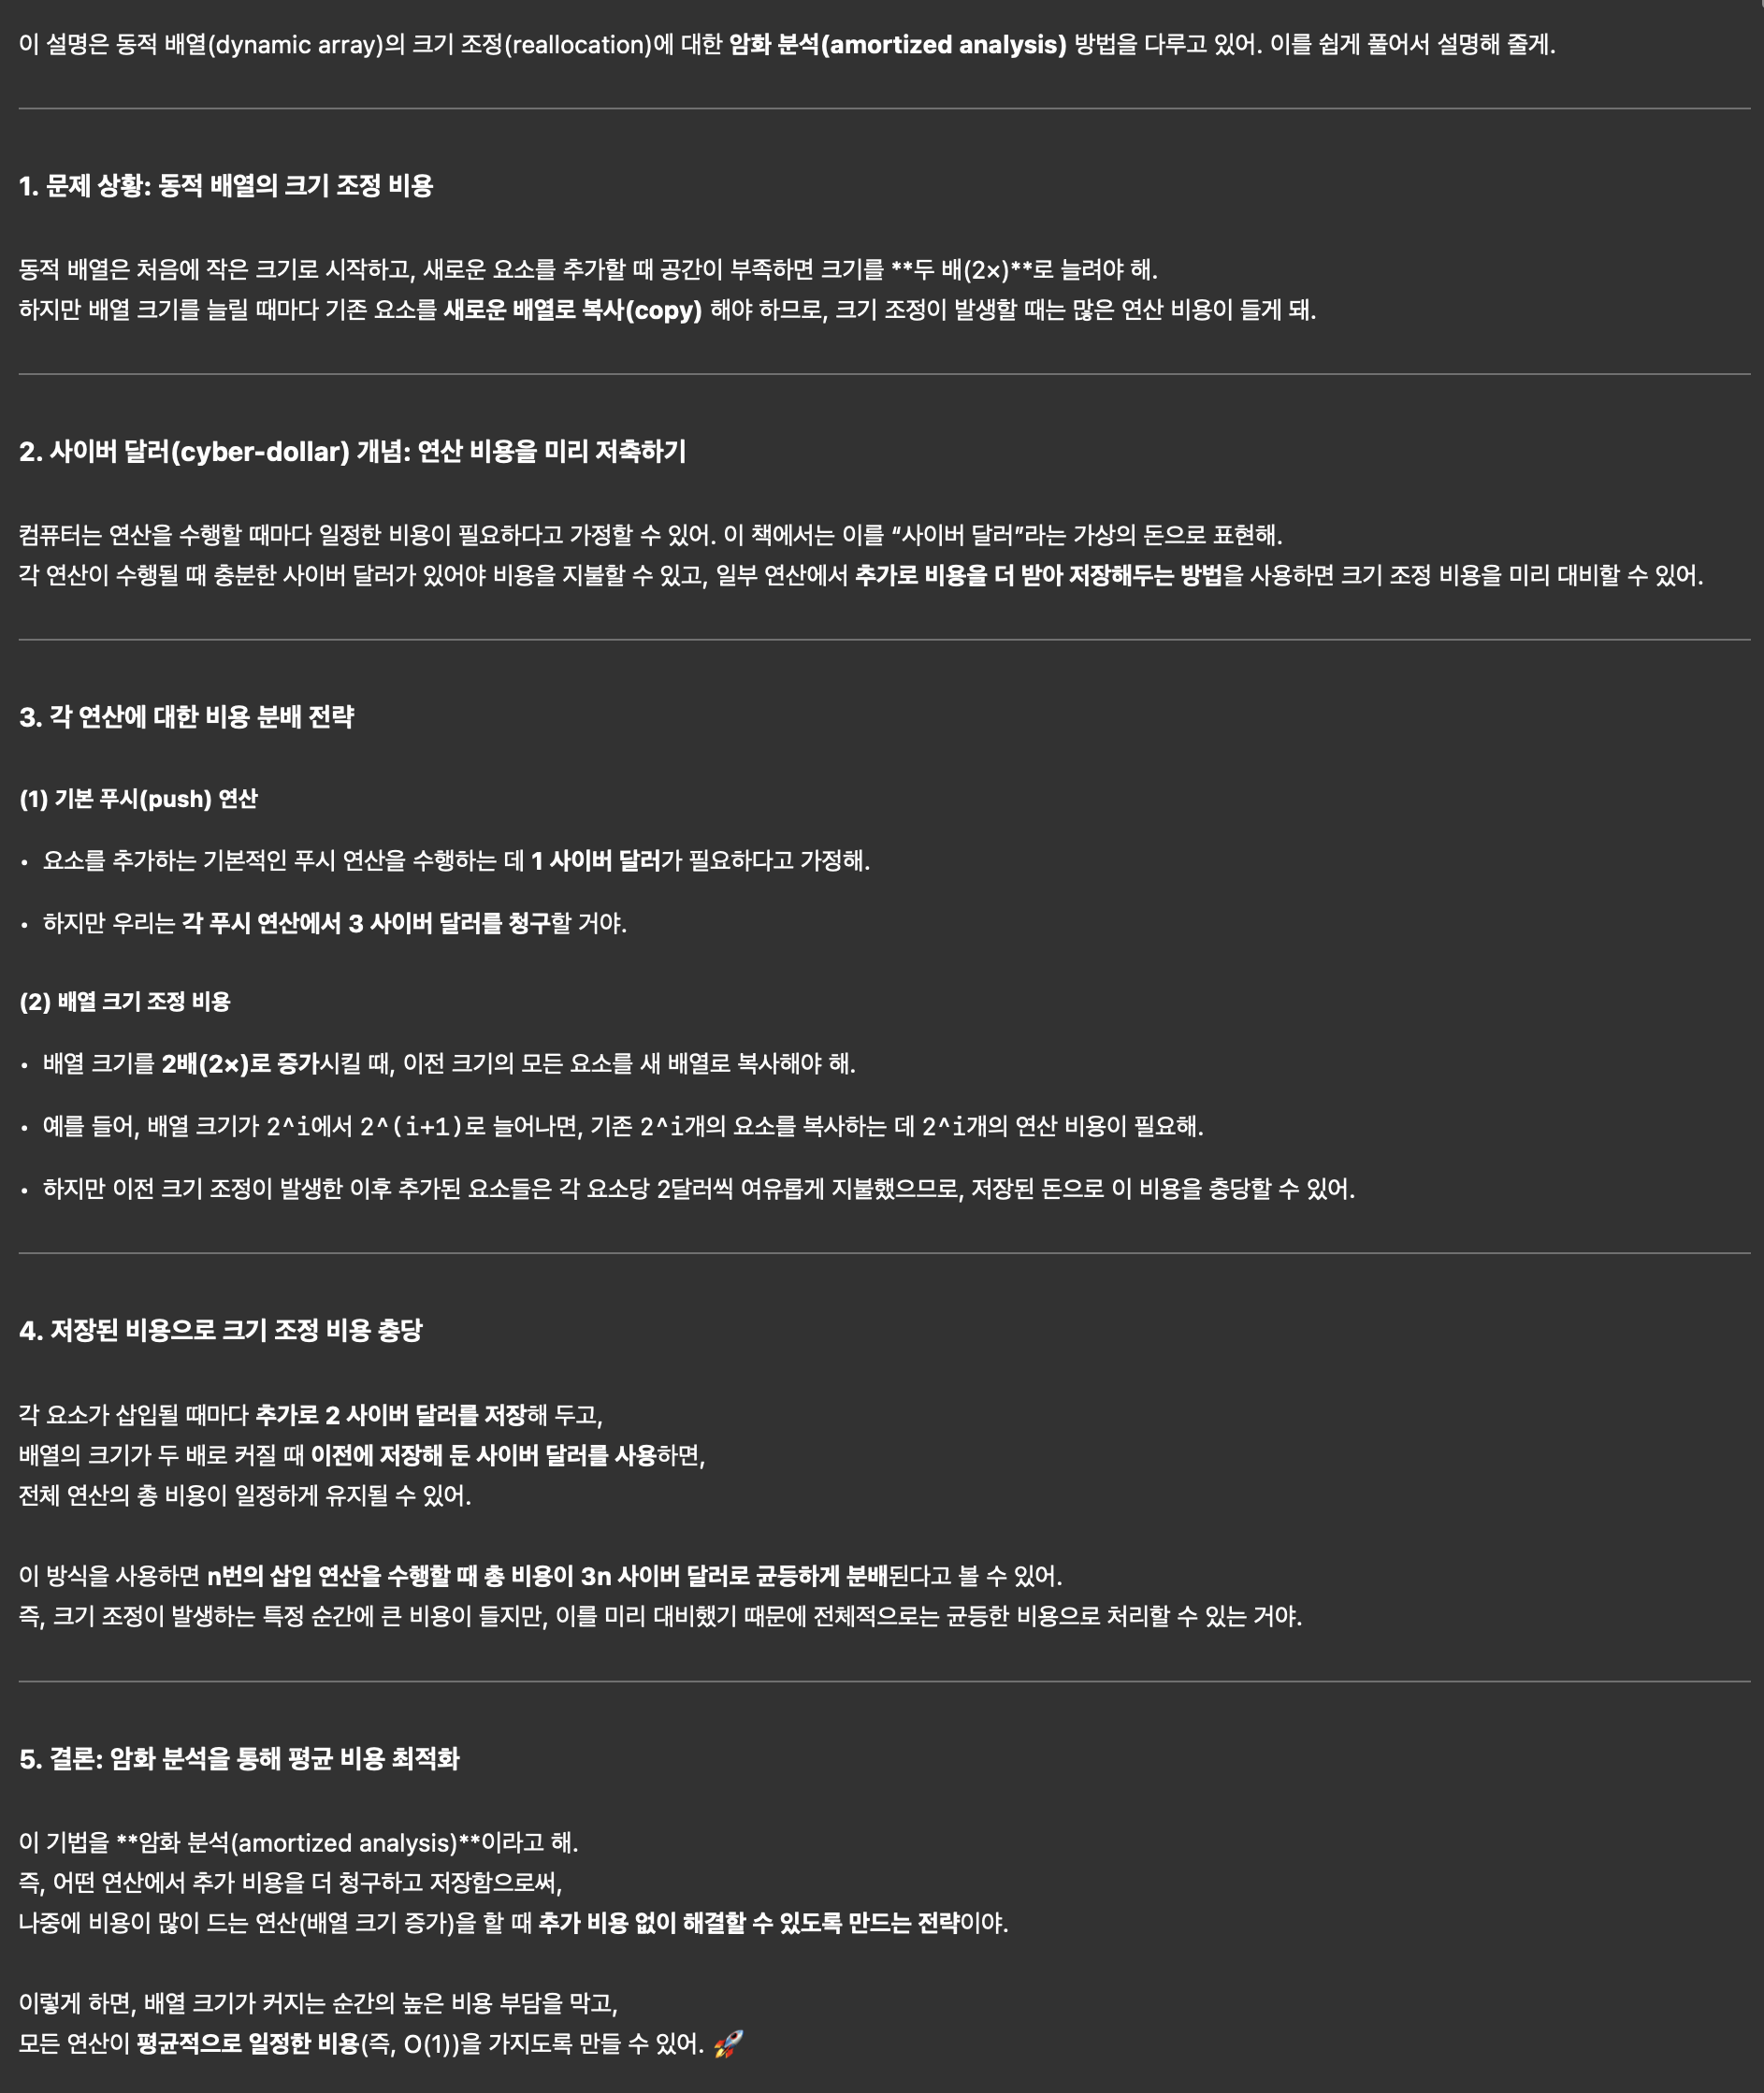 이 설명은 동적 배열(dynamic array)의 크기 조정(reallocation)에 대한 암화 분석(amortized analysis) 방법을 다루고 있어. 이를 쉽게 풀어서 설명해 줄게.
1. 문제 상황: 동적 배열의 크기 조정 비용
동적 배열은 처음에 작은 크기로 시작하고, 새로운 요소를 추가할 때 공간이 부족하면 크기를 **두 배(2×)**로 늘려야 해.
하지만 배열 크기를 늘릴 때마다 기존 요소를 새로운 배열로 복사(copy) 해야 하므로, 크기 조정이 발생할 때는 많은 연산 비용이 들게 돼.
2. 사이버 달러(cyber-dollar) 개념: 연산 비용을 미리 저축하기
컴퓨터는 연산을 수행할 때마다 일정한 비용이 필요하다고 가정할 수 있어. 이 책에서는 이를 “사이버 달러”라는 가상의 돈으로 표현해.
각 연산이 수행될 때 충분한 사이버 달러가 있어야 비용을 지불할 수 있고, 일부 연산에서 추가로 비용을 더 받아 저장해두는 방법을 사용하면 크기 조정 비용을 미리 대비할 수 있어.
3. 각 연산에 대한 비용 분배 전략
(1) 기본 푸시(push) 연산
• 요소를 추가하는 기본적인 푸시 연산을 수행하는 데 1 사이버 달러가 필요하다고 가정해.
• 하지만 우리는 각 푸시 연산에서 3 사이버 달러를 청구할 거야.
(2) 배열 크기 조정 비용
• 배열 크기를 2배(2×)로 증가시킬 때, 이전 크기의 모든 요소를 새 배열로 복사해야 해.
• 예를 들어, 배열 크기가 2^i에서 2^(i+1)로 늘어나면, 기존 2^i개의 요소를 복사하는 데 2^i개의 연산 비용이 필요해.
• 하지만 이전 크기 조정이 발생한 이후 추가된 요소들은 각 요소당 2달러씩 여유롭게 지불했으므로, 저장된 돈으로 이 비용을 충당할 수 있어.
4. 저장된 비용으로 크기 조정 비용 충당
각 요소가 삽입될 때마다 추가로 2 사이버 달러를 저장해 두고,
배열의 크기가 두 배로 커질 때 이전에 저장해 둔 사이버 달러를 사용하면,
전체 연산의 총 비용이 일정하게 유지될 수 있어.
이 방식을 사용하면 n번의 삽입 연산을 수행할 때 총 비용이 3n 사이버 달러로 균등하게 분배된다고 볼 수 있어.
즉, 크기 조정이 발생하는 특정 순간에 큰 비용이 들지만, 이를 미리 대비했기 때문에 전체적으로는 균등한 비용으로 처리할 수 있는 거야.
5. 결론: 암화 분석을 통해 평균 비용 최적화
이 기법을 **암화 분석(amortized analysis)**이라고 해.
즉, 어떤 연산에서 추가 비용을 더 청구하고 저장함으로써,
나중에 비용이 많이 드는 연산(배열 크기 증가)을 할 때 추가 비용 없이 해결할 수 있도록 만드는 전략이야.
이렇게 하면, 배열 크기가 커지는 순간의 높은 비용 부담을 막고,
모든 연산이 평균적으로 일정한 비용(즉, O(1))을 가지도록 만들 수 있어. 🚀